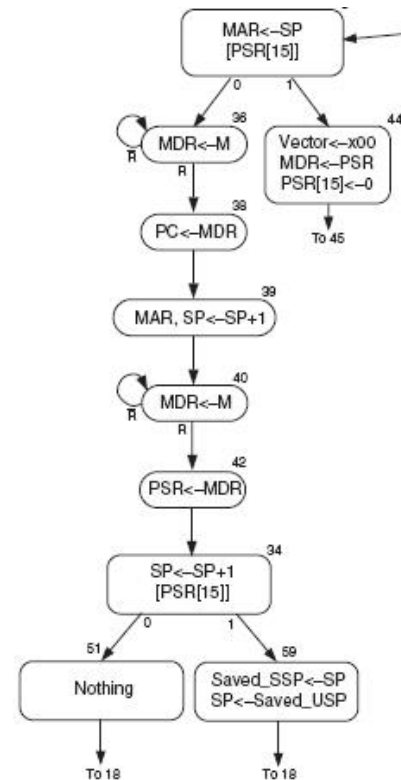 MAR<–SP
[PSR[15]]
0
1
36
MDR<–M
R̅
R
44
Vector<–x00
MDR<–PSR
PSR[15]<–0
To 45
38
PC<–MDR
39
MAR, SP<–SP+1
40
MDR<–M
R̅
R
42
PSR<–MDR
34
SP<–SP+1
[PSR[15]]
0
1
51
Nothing
59
Saved_SSP<–SP
SP<–Saved_USP
To 18
To 18